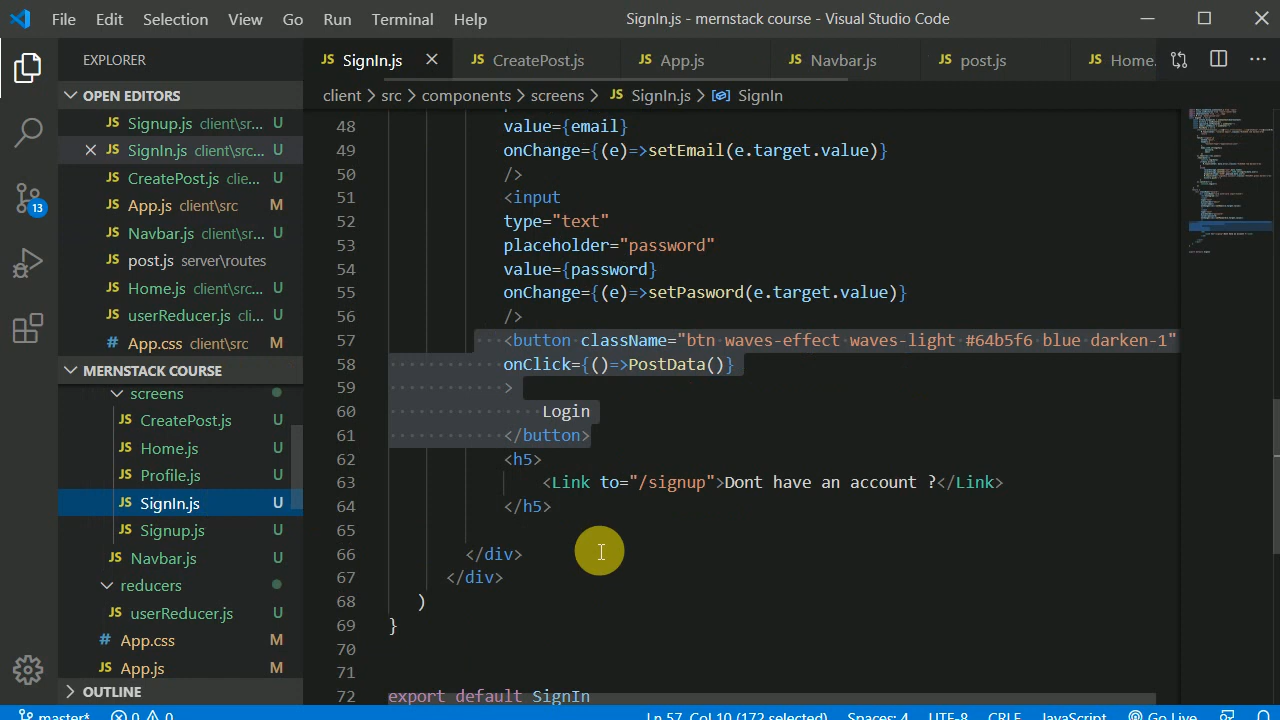 File Edit Selection View Go Run Terminal Help SignIn.js - mernstack course - Visual Studio Code
EXPLORER
JS SignIn.js JS CreatePost.js JS App.js JS Navbar.js JS post.js JS Home.
OPEN EDITORS
client > src > components > screens > JS SignIn.js > SignIn
JS Signup.js client\sr... U
JS SignIn.js client\src... U
JS CreatePost.js clie... U
JS App.js client\src M
JS Navbar.js client\sr... U
JS post.js server\routes
JS Home.js client\src... U
JS userReducer.js cli... U
# App.css client\src M
MERNSTACK COURSE
screens
JS CreatePost.js U
JS Home.js U
JS Profile.js U
JS SignIn.js U
JS Signup.js U
JS Navbar.js U
reducers
JS userReducer.js U
# App.css M
JS App.js M
OUTLINE
13
48 value={email}
49 onChange={(e)=>setEmail(e.target.value)}
50 />
51 <input
52 type="text"
53 placeholder="password"
54 value={password}
55 onChange={(e)=>setPasword(e.target.value)}
56 />
57 <button className="btn waves-effect waves-light #64b5f6 blue darken-1"
58 onClick={()=>PostData()}
59 >
60 Login
61 </button>
62 <h5>
63 <Link to="/signup">Dont have an account ?</Link>
64 </h5>
65
66 </div>
67 </div>
68 )
69 }
70
71
72 export default SignIn
master* 0 0 Ln 57, Col 10 (172 selected) Spaces: 4 UTF-8 CRLF JavaScript Go Live